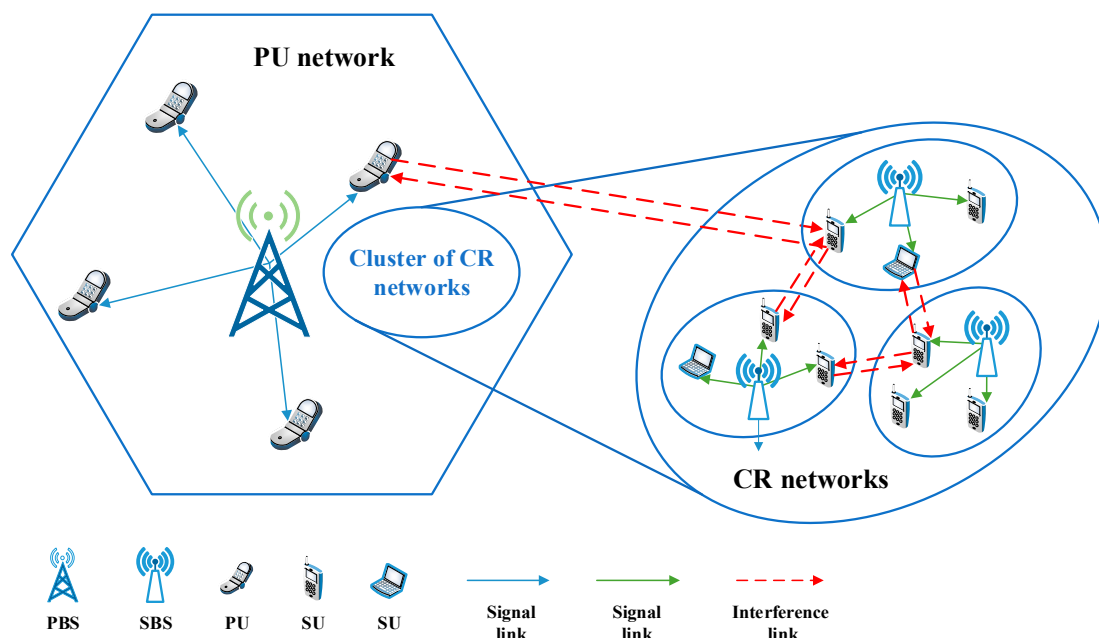 PU network
Cluster of CR
networks
CR networks
PBS
SBS
PU
SU
SU
Signal
link
Signal
link
Interference
link